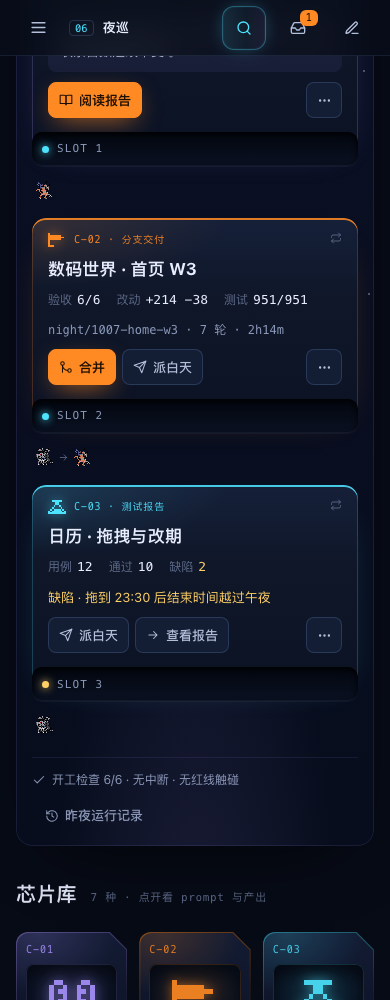 06 夜巡 1
阅读报告 ···
SLOT 1
C-02 · 分支交付
数码世界 · 首页 W3
验收 6/6 改动 +214 −38 测试 951/951
night/1007-home-w3 · 7 轮 · 2h14m
合并 派白天 ···
SLOT 2
→
C-03 · 测试报告
日历 · 拖拽与改期
用例 12 通过 10 缺陷 2
缺陷 · 拖到 23:30 后结束时间越过午夜
派白天 → 查看报告 ···
SLOT 3
开工检查 6/6 · 无中断 · 无红线触碰
昨夜运行记录
芯片库 7 种 · 点开看 prompt 与产出
C-01 C-02 C-03